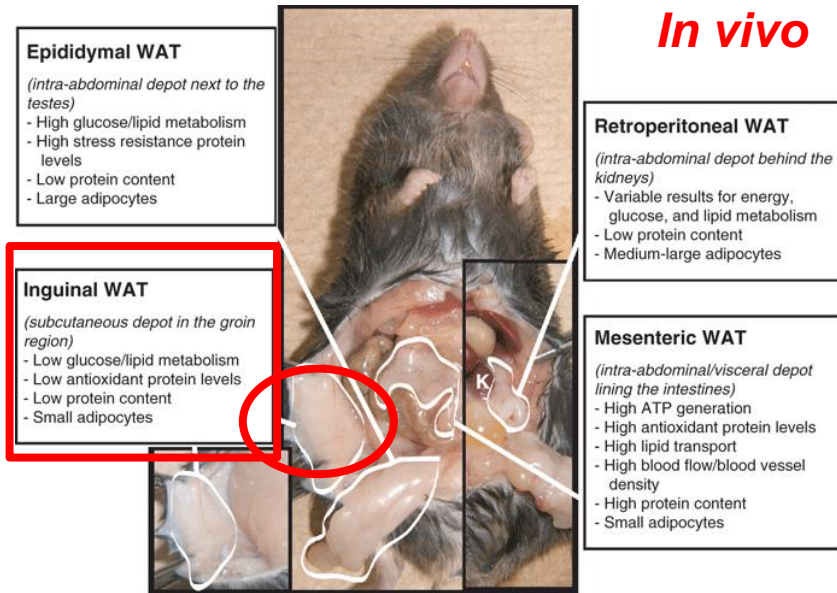 In vivo
Epididymal WAT
(intra-abdominal depot next to the
testes)
- High glucose/lipid metabolism
- High stress resistance protein
levels
- Low protein content
- Large adipocytes
Inguinal WAT
(subcutaneous depot in the groin
region)
- Low glucose/lipid metabolism
- Low antioxidant protein levels
- Low protein content
- Small adipocytes
K
Retroperitoneal WAT
(intra-abdominal depot behind the
kidneys)
- Variable results for energy,
glucose, and lipid metabolism
- Low protein content
- Medium-large adipocytes
Mesenteric WAT
(intra-abdominal/visceral depot
lining the intestines)
- High ATP generation
- High antioxidant protein levels
- High lipid transport
- High blood flow/blood vessel
density
- High protein content
- Small adipocytes